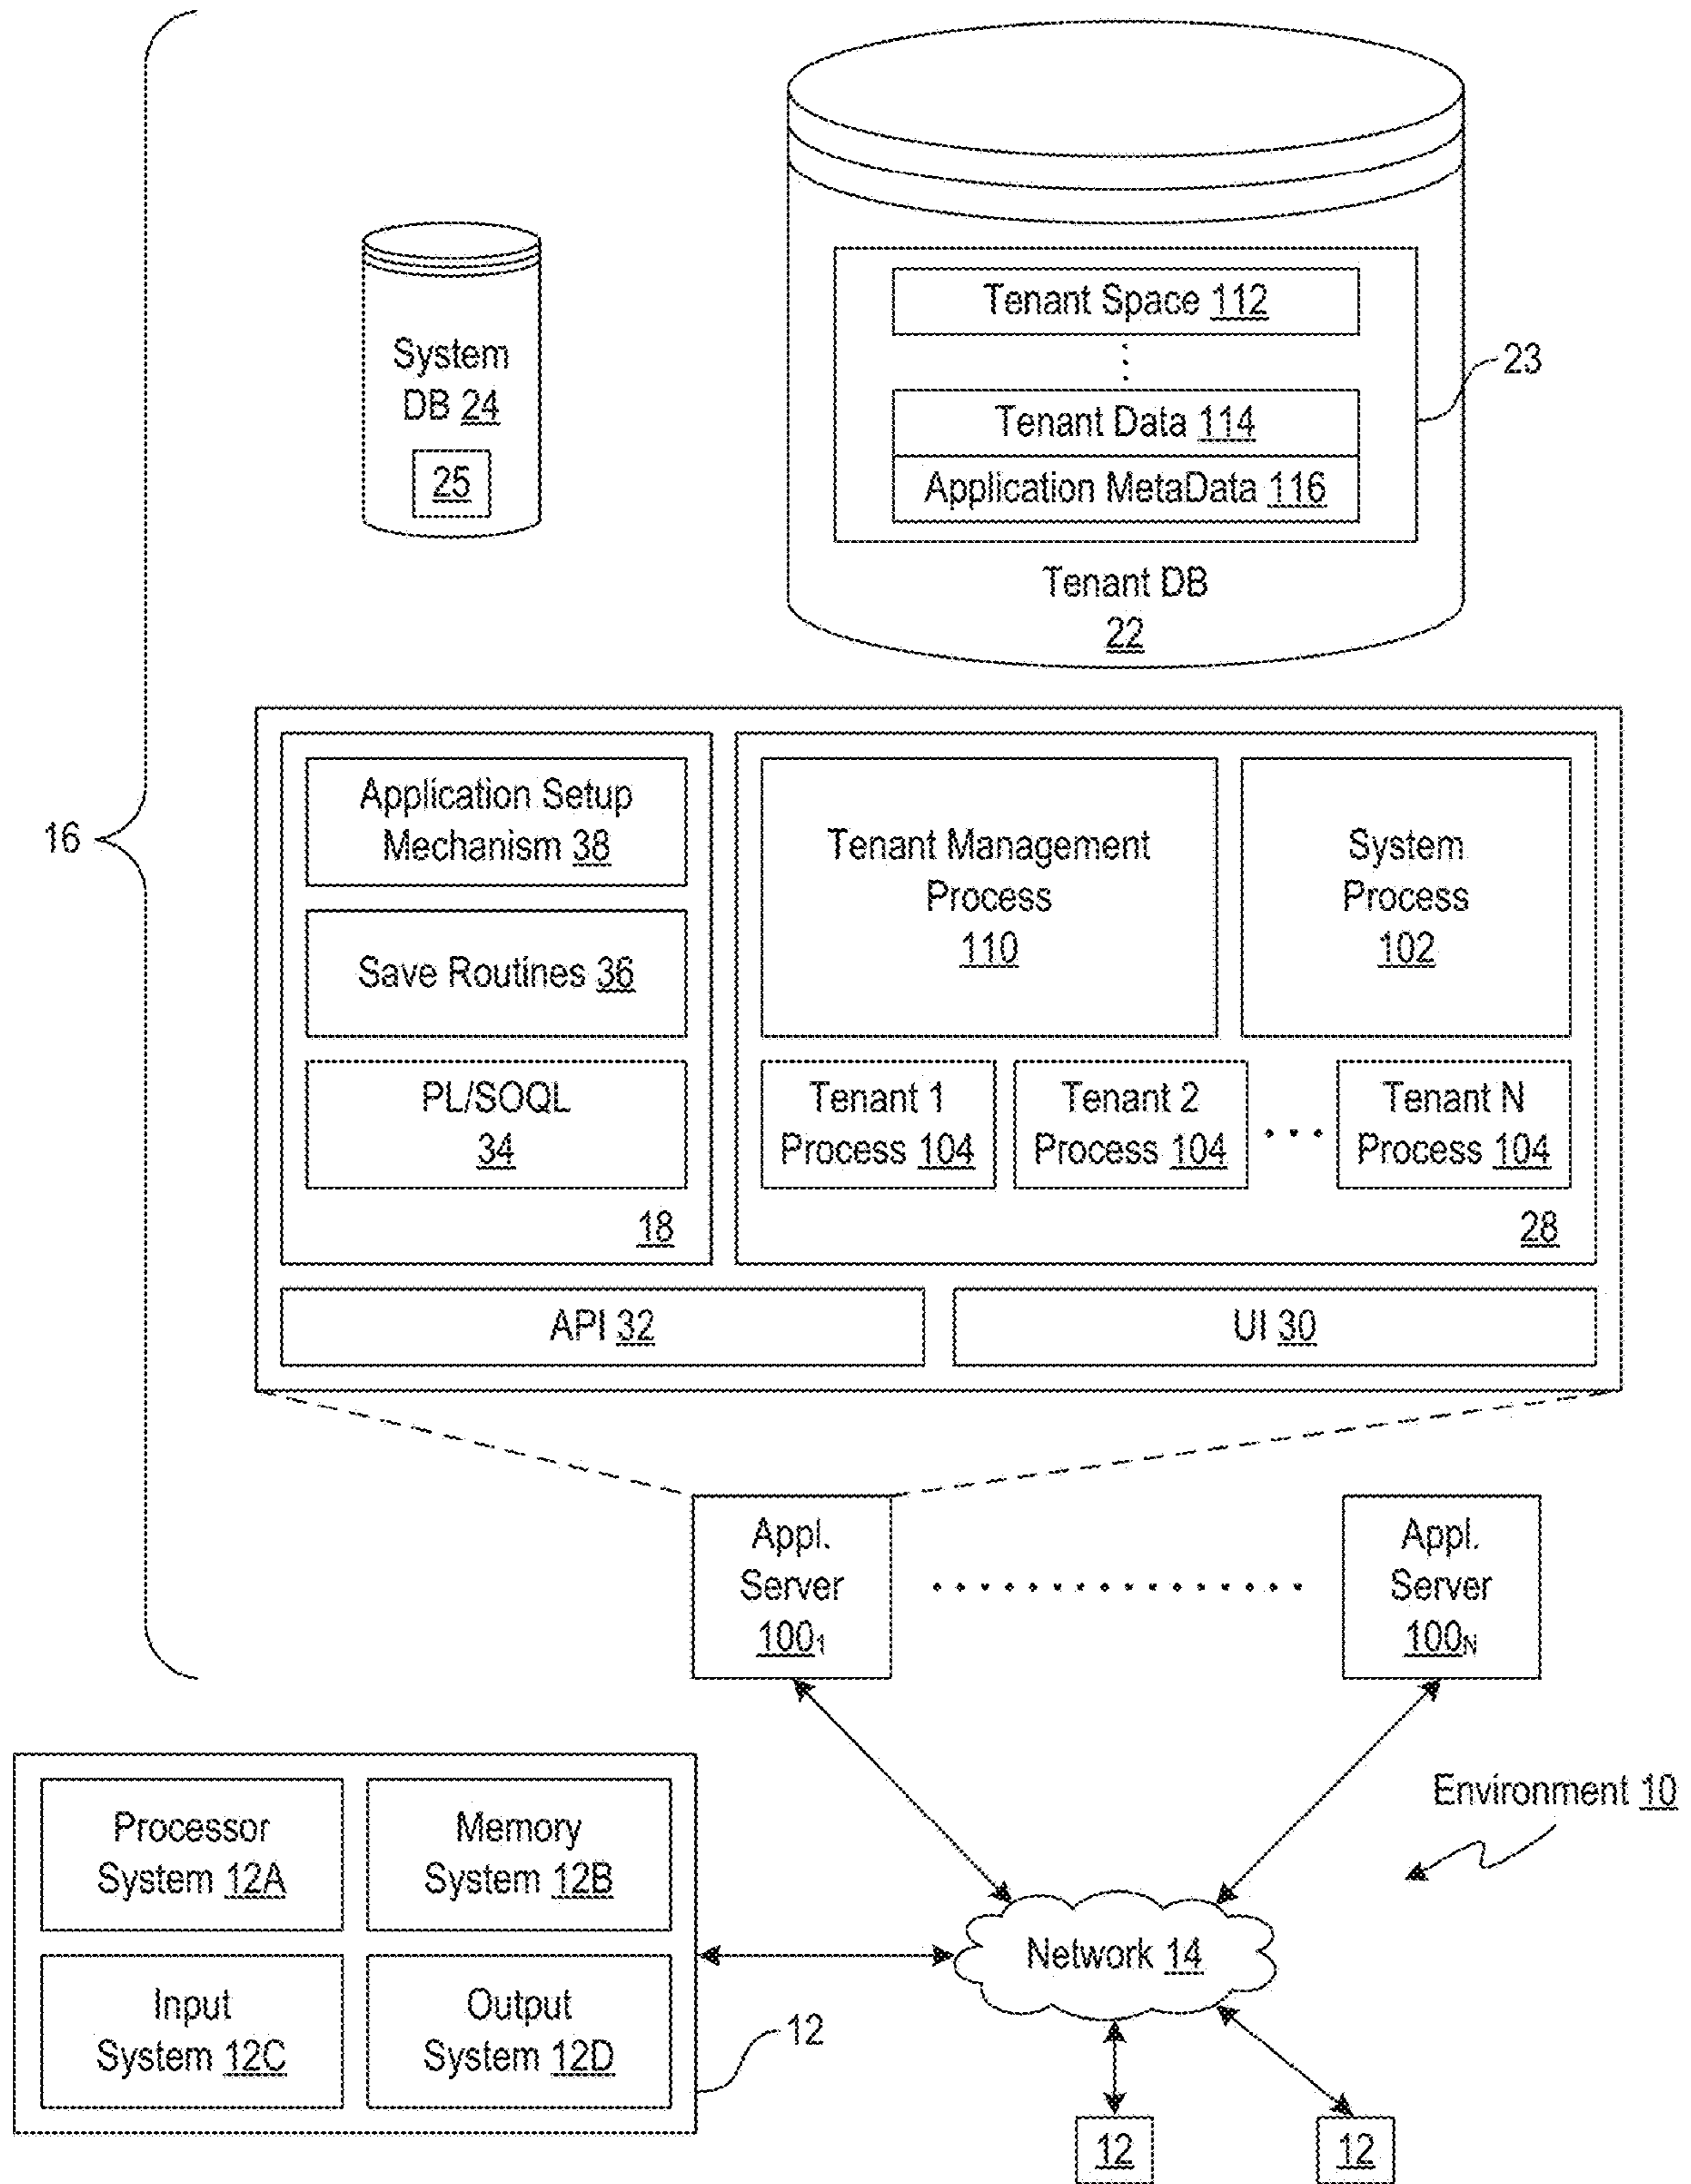 Tenant Space 112
System
DB 24
25
23
Tenant Data 114
Application MetaData 116
Tenant DB
22
16
Application Setup
Mechanism 38
Save Routines 36
PL/SOQL
34
18
Tenant Management
Process
110
System
Process
102
Tenant 1
Process 104
Tenant 2
Process 104
Tenant N
Process 104
28
API 32
UI 30
Appl.
Server
100₁
Appl.
Server
100N
Environment 10
Processor
System 12A
Memory
System 12B
Input
System 12C
Output
System 12D
12
Network 14
12
12